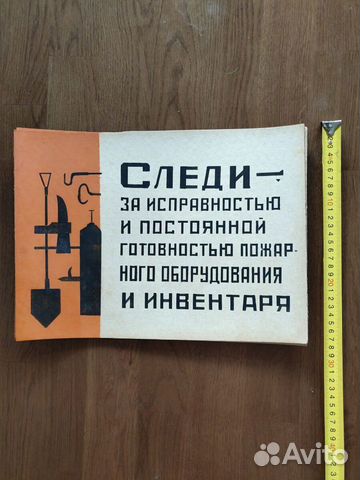 СЛЕДИ —
ЗА ИСПРАВНОСТЬЮ
И ПОСТОЯННОЙ
ГОТОВНОСТЬЮ ПОЖАР-
НОГО ОБОРУДОВАНИЯ
И ИНВЕНТАРЯ
Avito